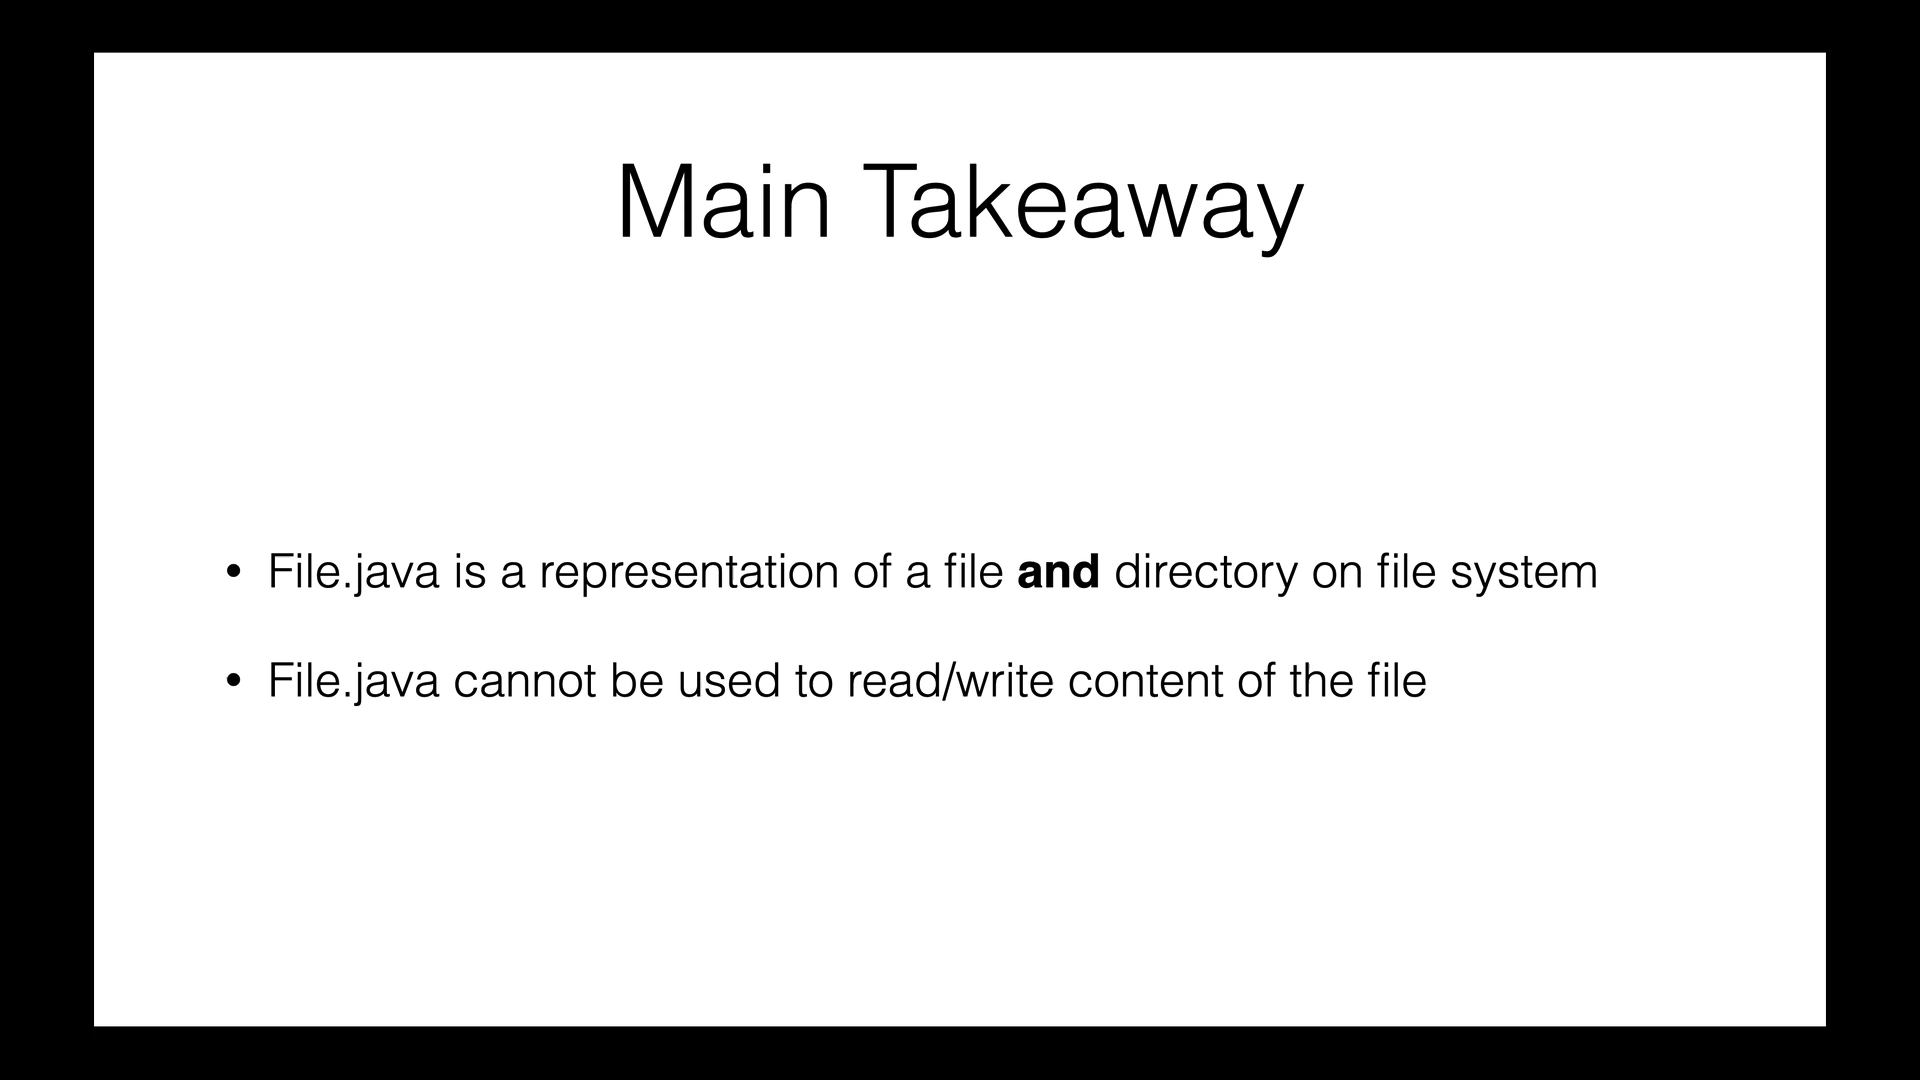 Main Takeaway
• File.java is a representation of a file and directory on file system
• File.java cannot be used to read/write content of the file